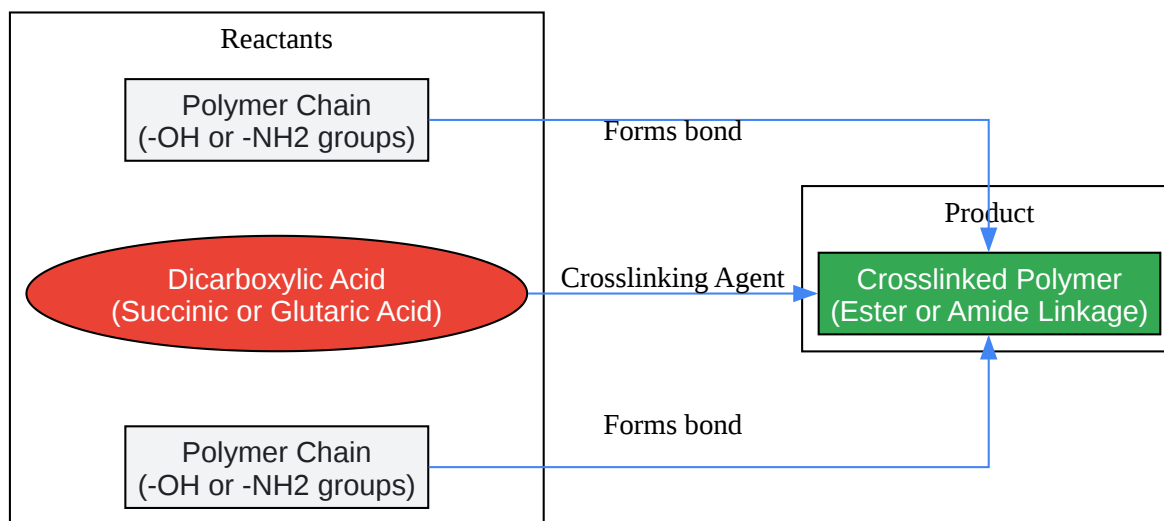 Reactants
Polymer Chain
(-OH or -NH2 groups)
Forms bond
Product
Dicarboxylic Acid
(Succinic or Glutaric Acid)
Crosslinking Agent
Crosslinked Polymer
(Ester or Amide Linkage)
Forms bond
Polymer Chain
(-OH or -NH2 groups)